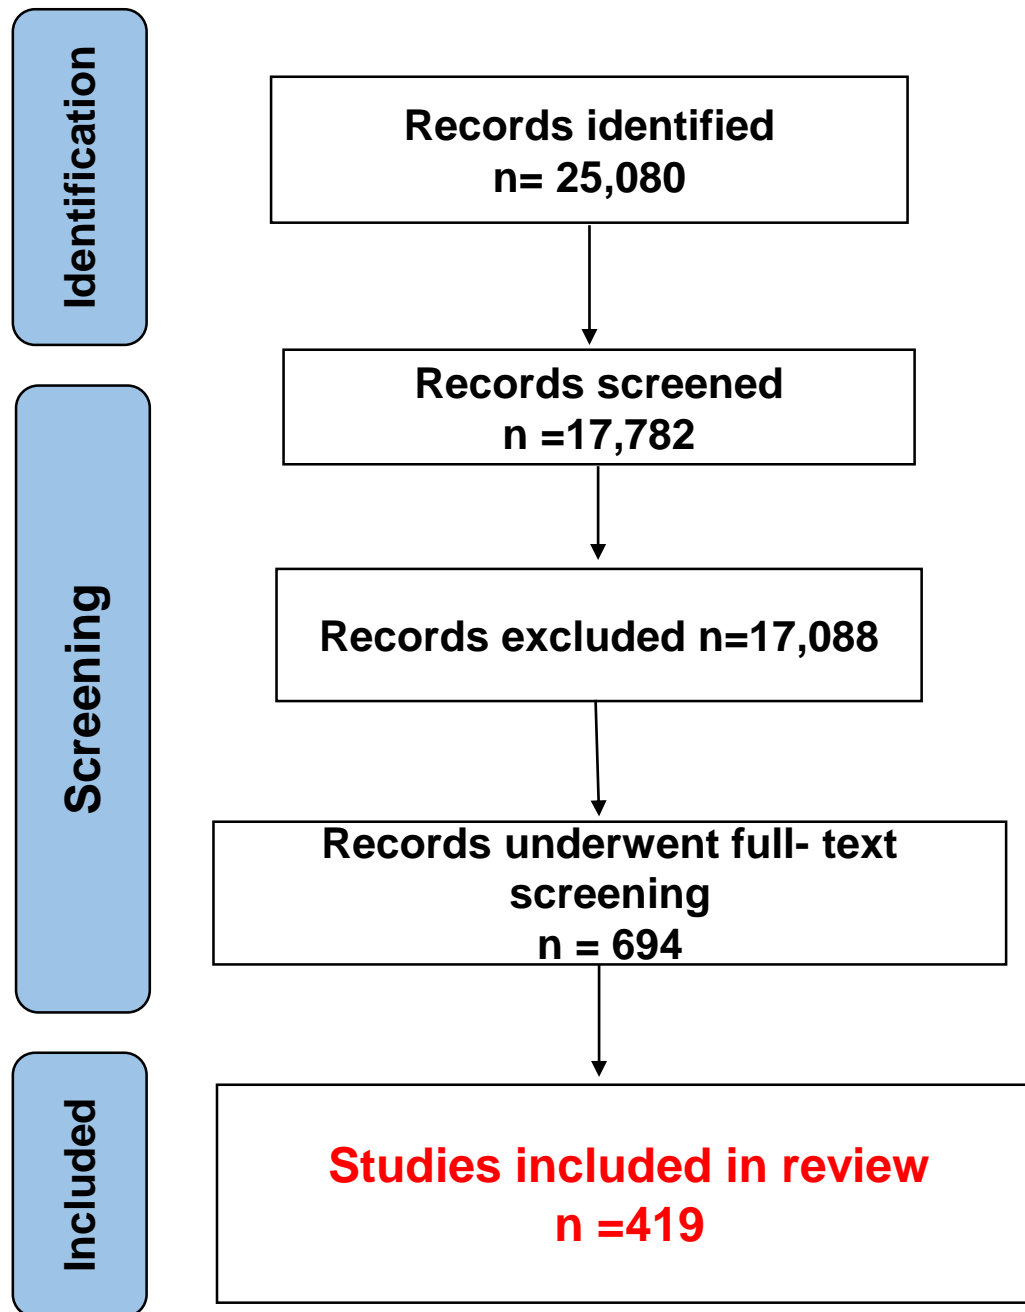 Identification
Records identified
n= 25,080
Records screened
n =17,782
Screening
Records excluded n=17,088
Records underwent full- text
screening
n = 694
Included
Studies included in review
n =419